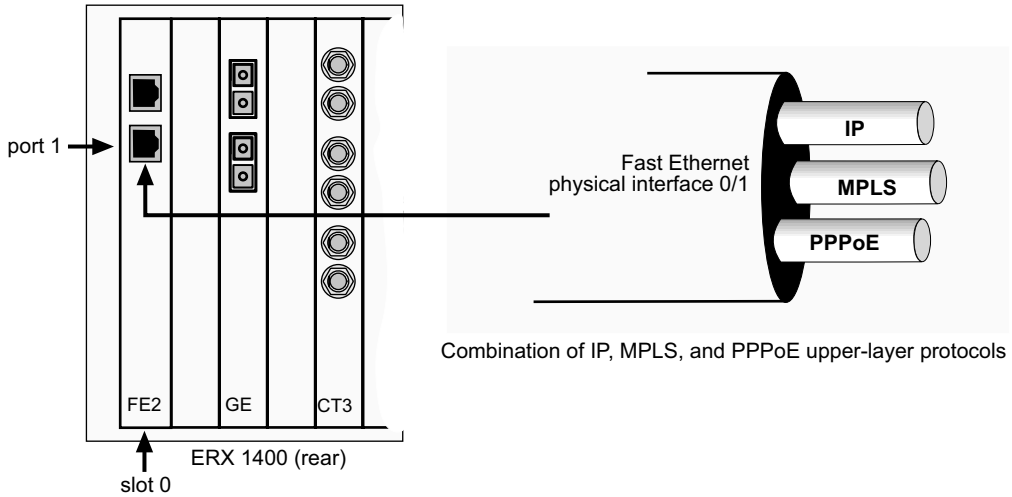 port 1
FE2
GE
CT3
ERX 1400 (rear)
slot 0
Fast Ethernet
physical interface 0/1
IP
MPLS
PPPoE
Combination of IP, MPLS, and PPPoE upper-layer protocols